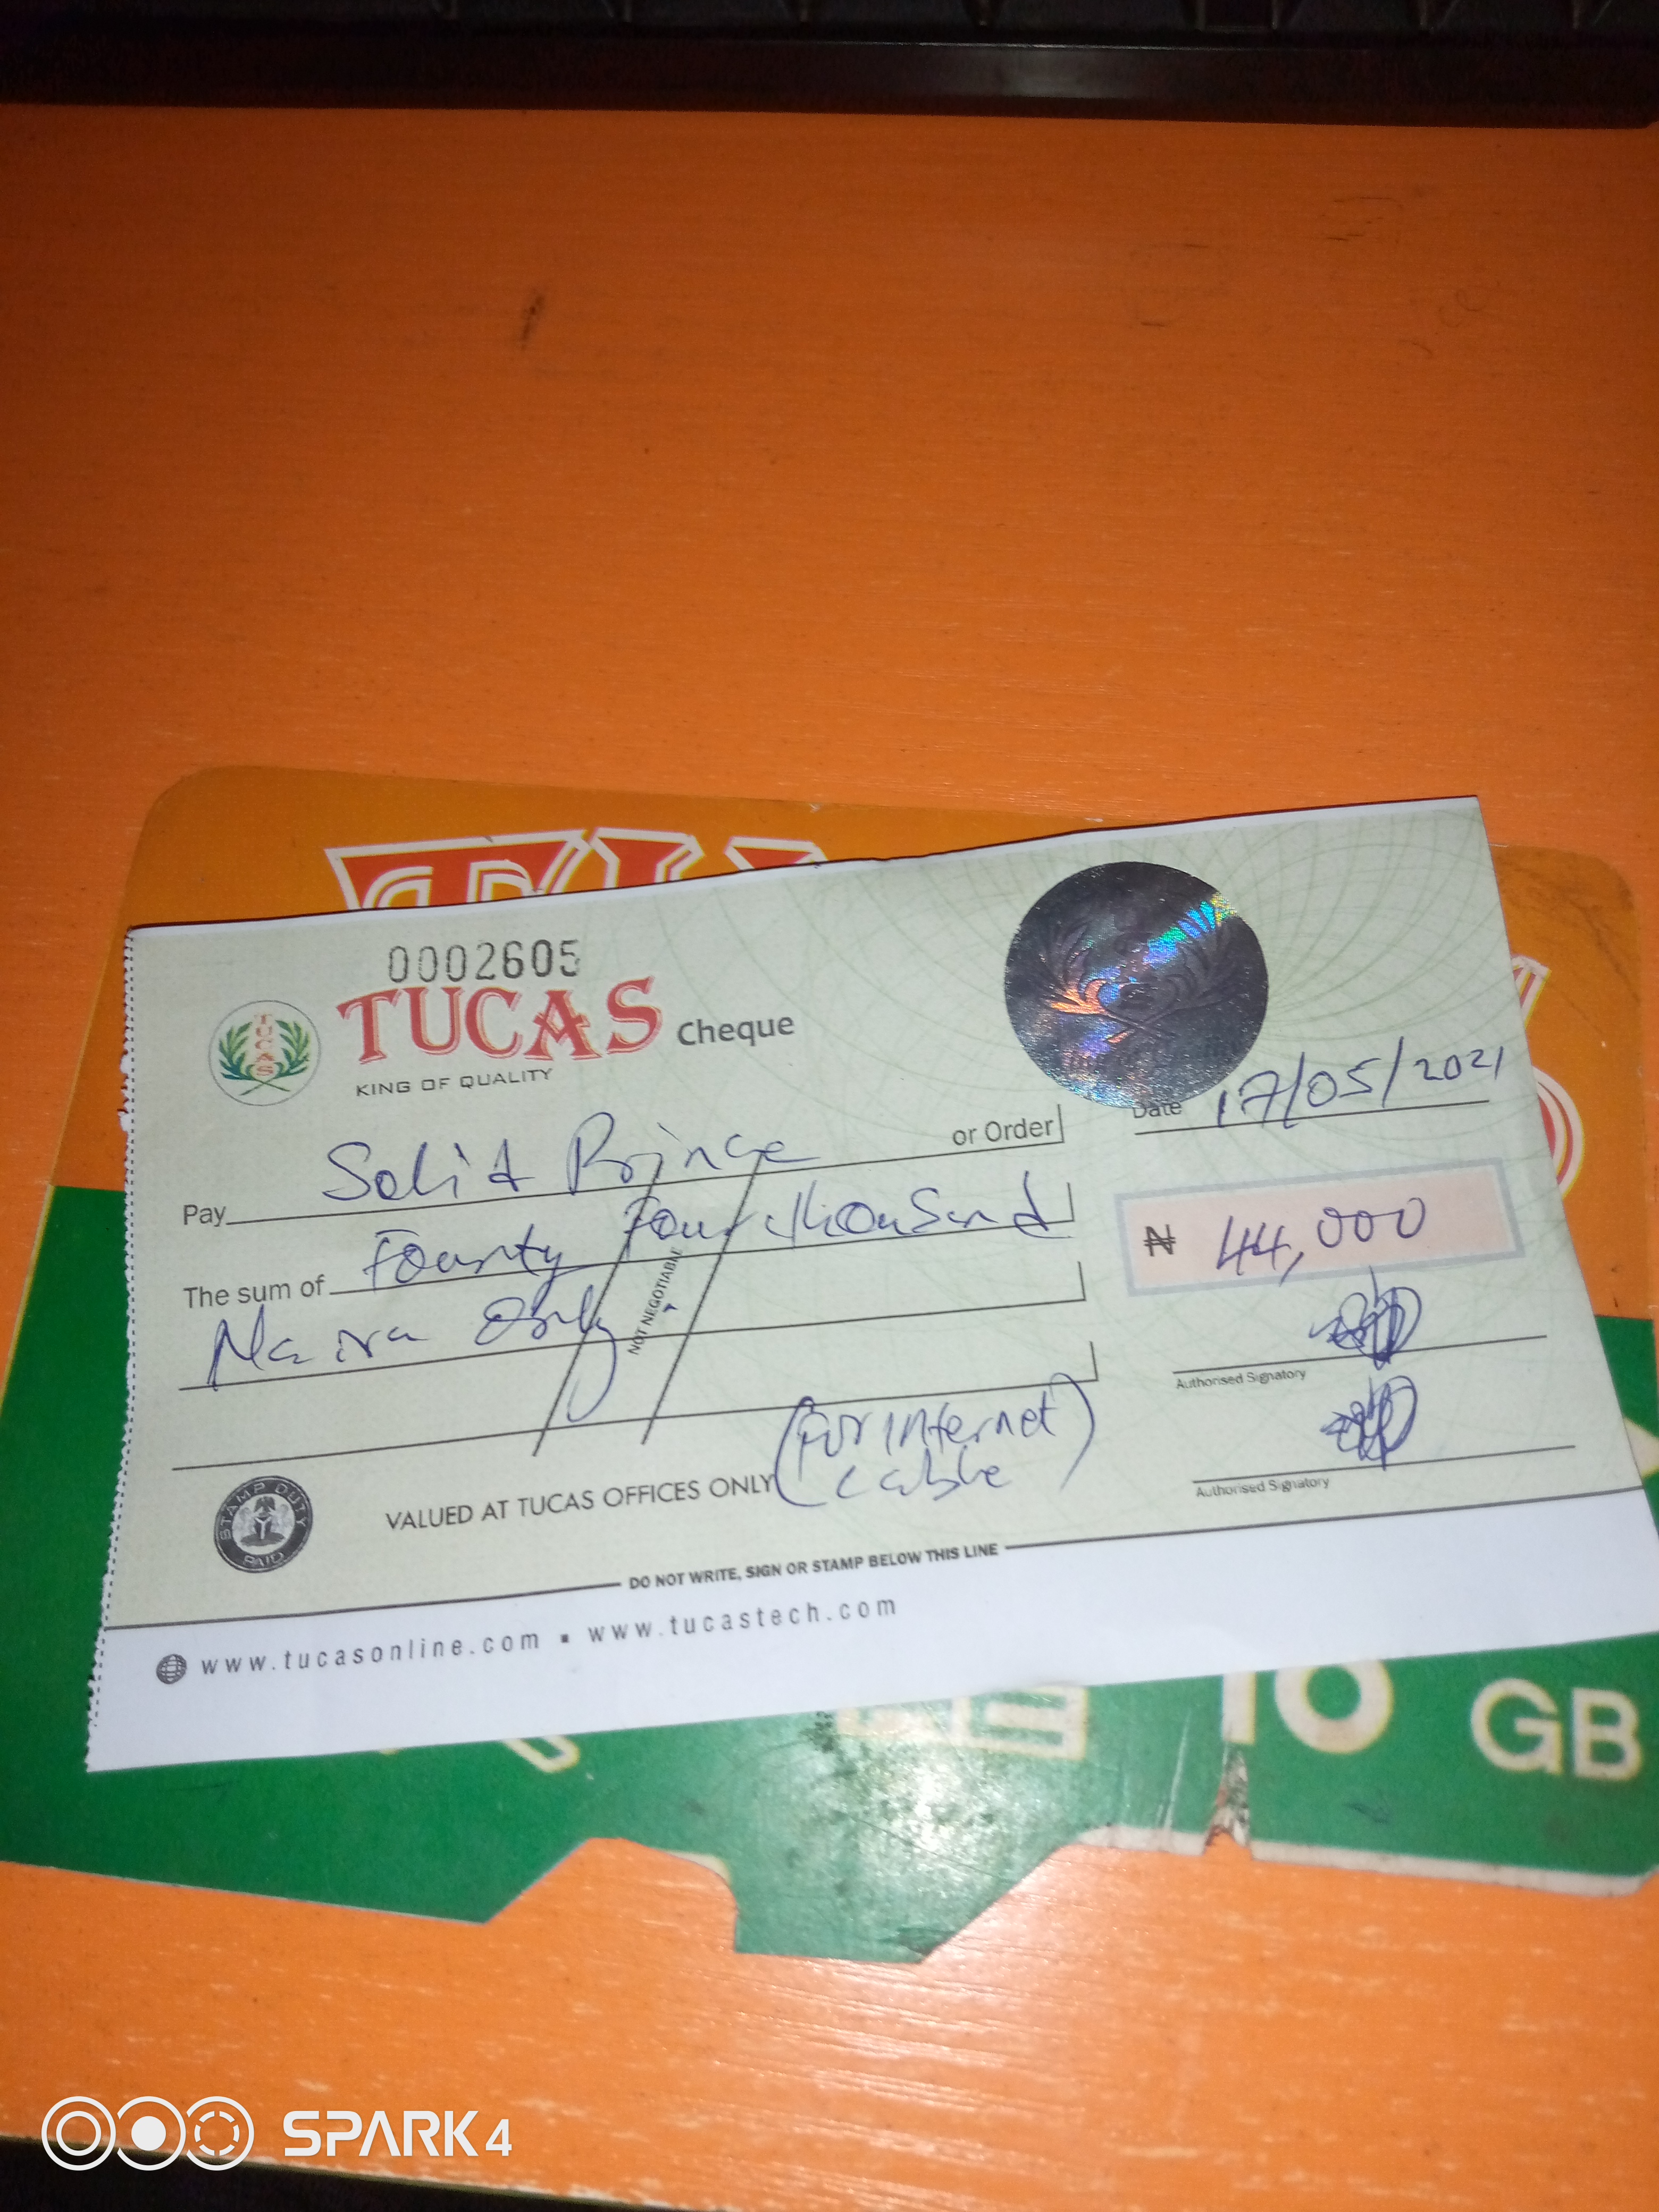 0002605
TUCAS Cheque
KING OF QUALITY
TUCAS
Date 17/05/2021
Pay Solid Prince or Order
The sum of Fourty Four thousand
₦ 44,000
Naira Only
NOT NEGOTIABLE
Authorised Signatory
(For Internet
cable)
Authorised Signatory
STAMP DUTY
PAID
VALUED AT TUCAS OFFICES ONLY
DO NOT WRITE, SIGN OR STAMP BELOW THIS LINE
www.tucasonline.com ▪ www.tucastech.com
10 GB
SPARK 4